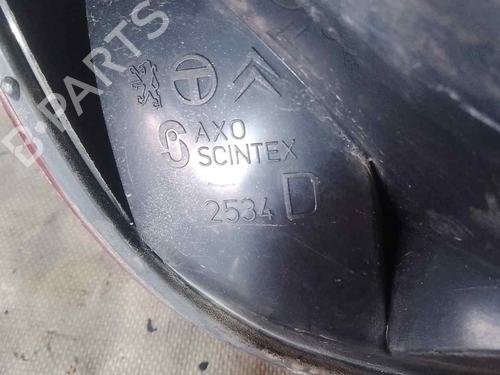 B-PARTS
AXO
SCINTEX
2534 D